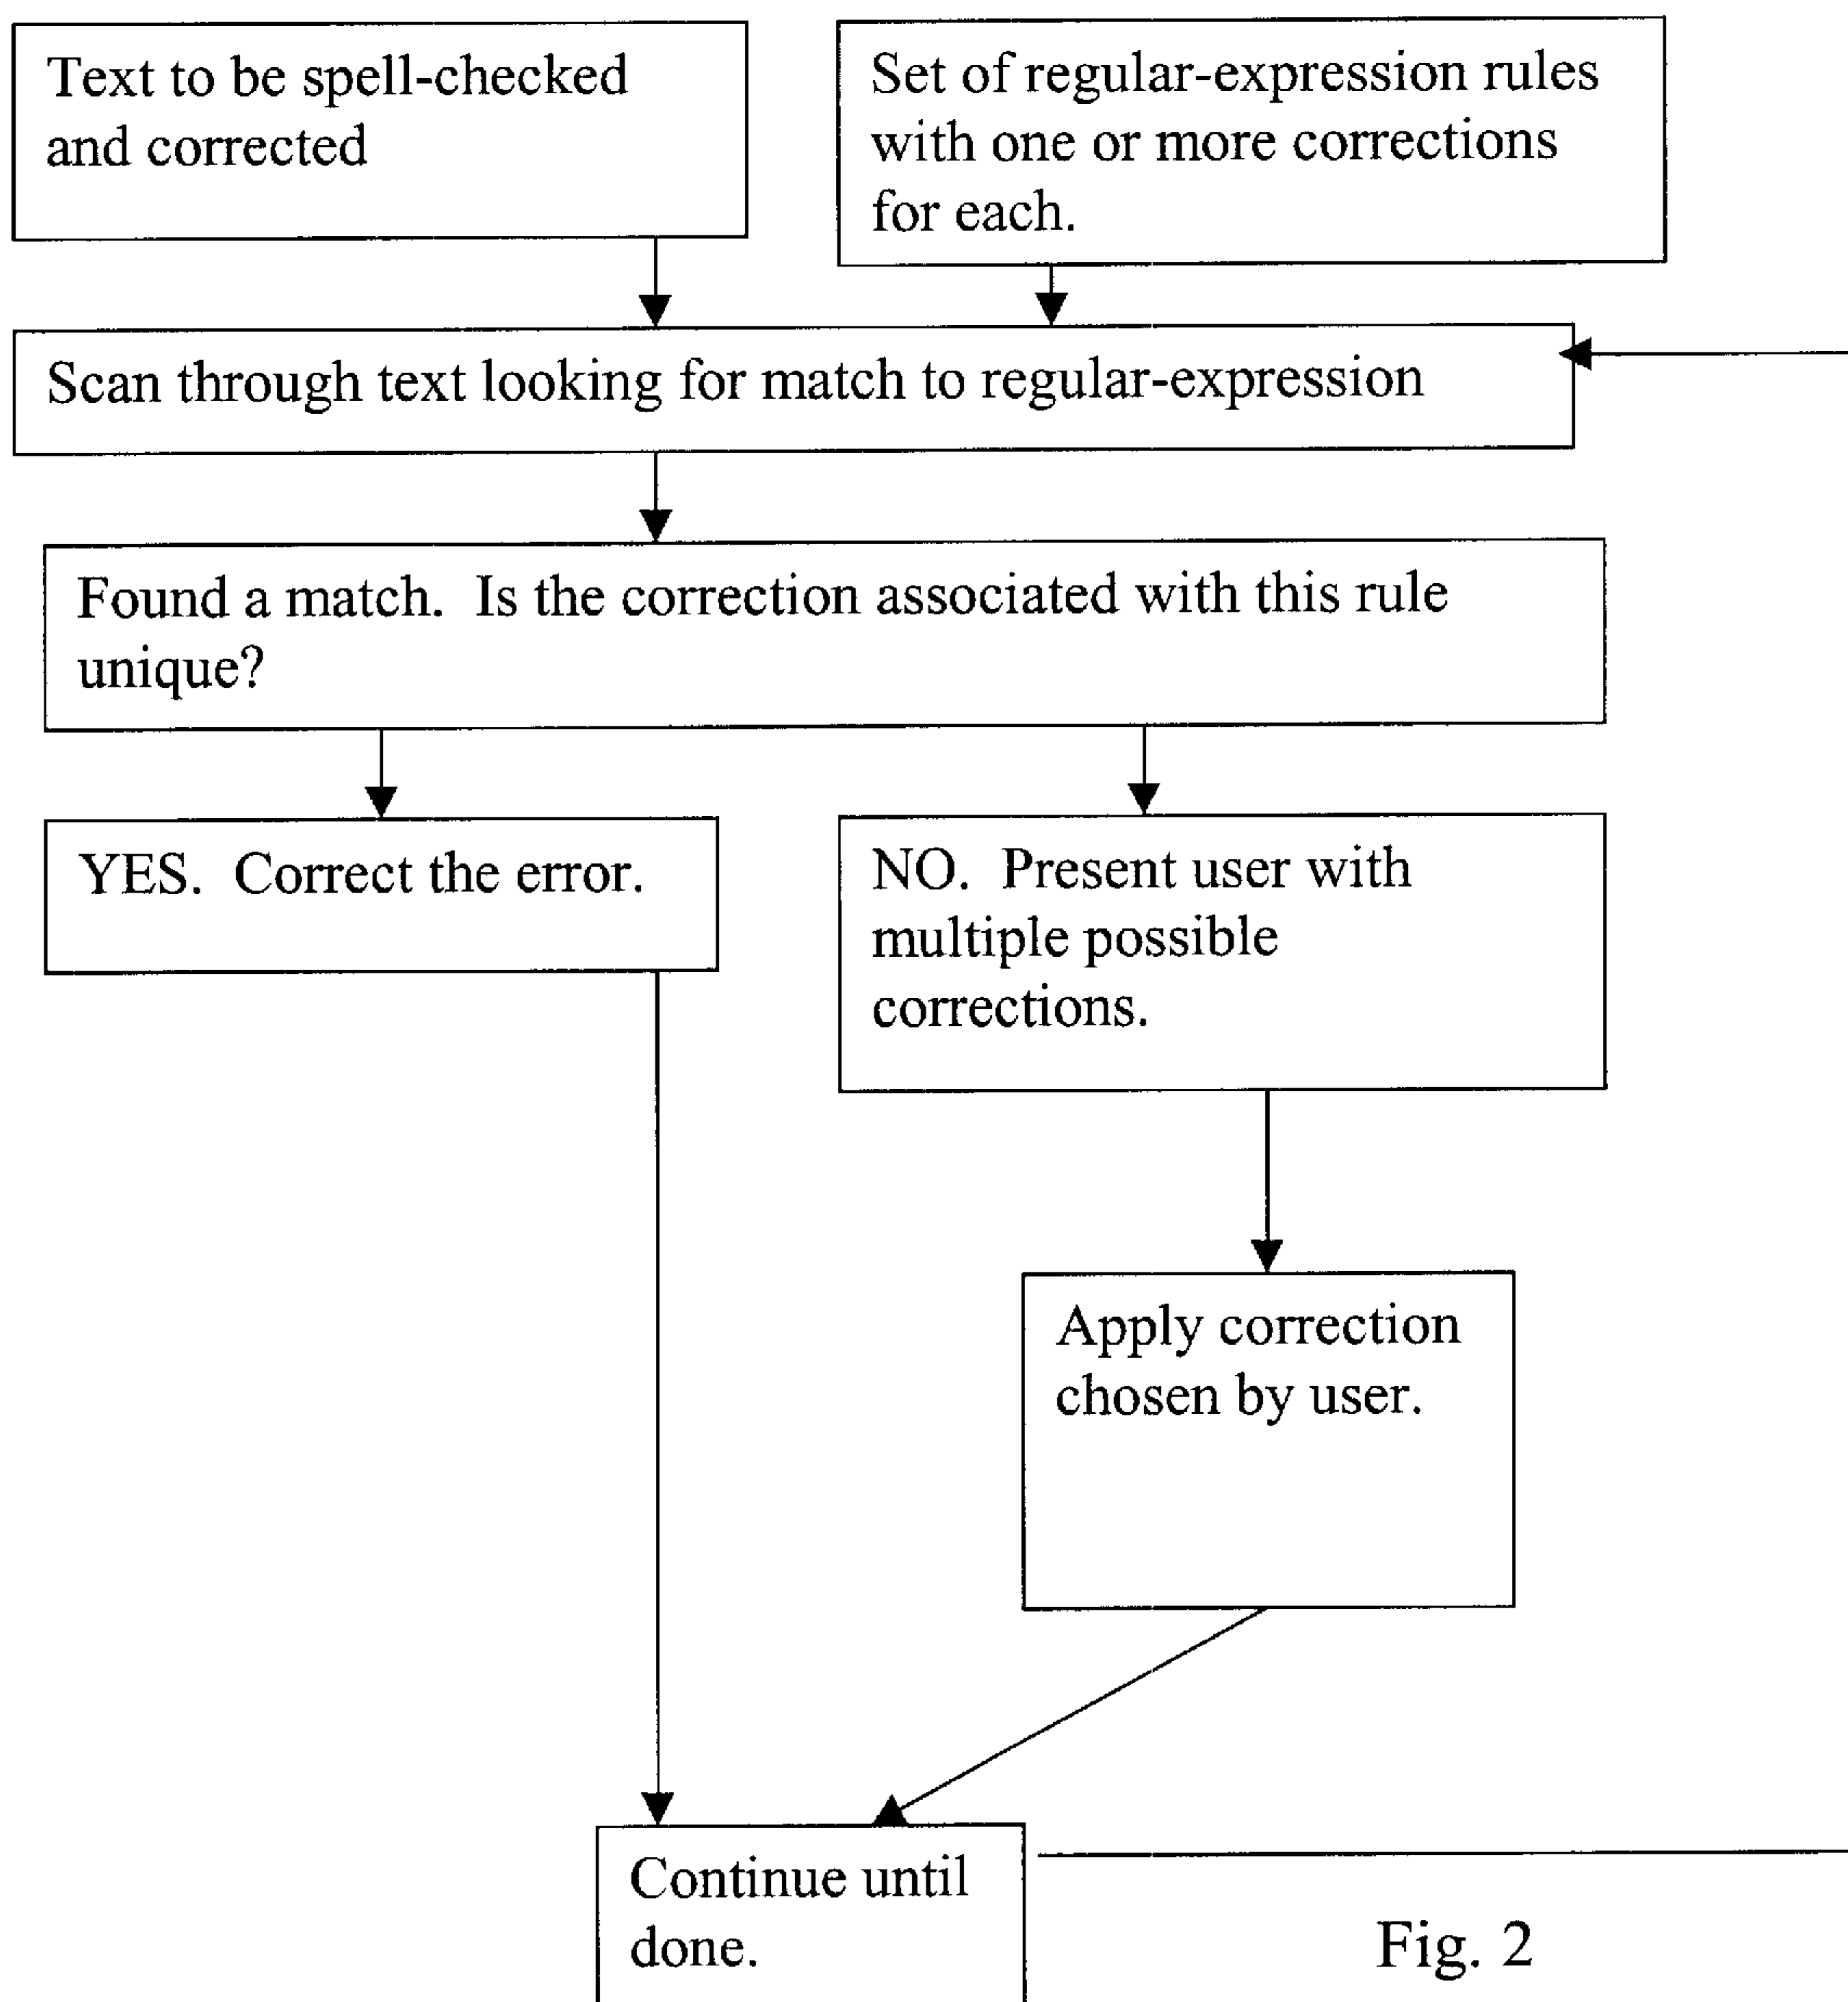 Text to be spell-checked
and corrected
Set of regular-expression rules
with one or more corrections
for each.
Scan through text looking for match to regular-expression
Found a match.  Is the correction associated with this rule
unique?
YES.  Correct the error.
NO.  Present user with
multiple possible
corrections.
Apply correction
chosen by user.
Continue until
done.
Fig. 2